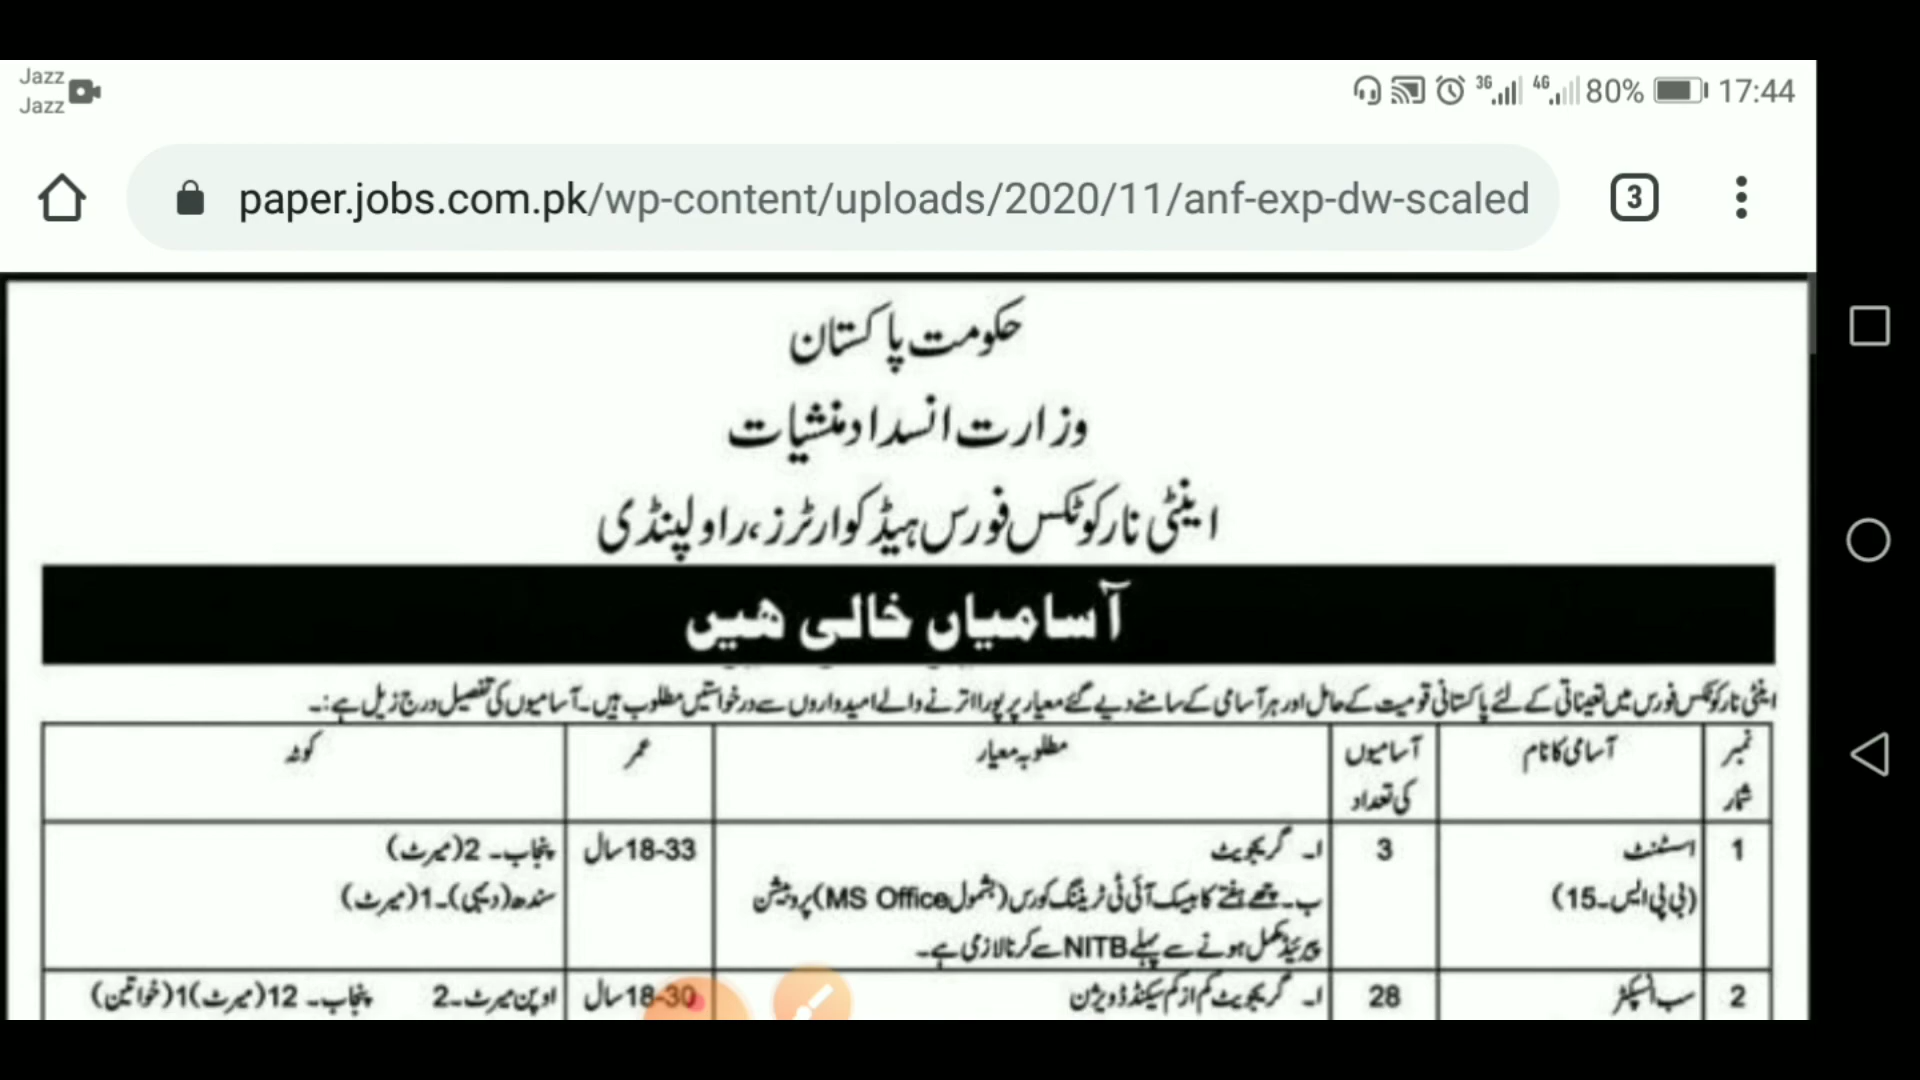 Jazz
Jazz
3G 4G 80% 17:44
paper.jobs.com.pk/wp-content/uploads/2020/11/anf-exp-dw-scaled
3
حکومت پاکستان
وزارت انسداد منشیات
اینٹی نارکوٹکس فورس ہیڈ کوارٹرز، راولپنڈی
آسامیاں خالی ھیں
اینٹی نارکوٹکس فورس میں تعیناتی کے لئے پاکستانی قومیت کے حامل اور ہر آسامی کے سامنے دیے گئے معیار پر پورا اترنے والے امیدواروں سے درخواستیں مطلوب ہیں۔ آسامیوں کی تفصیل درج زیل ہے:۔
نمبر شمار آسامی کا نام آسامیوں کی تعداد مطلوبہ معیار عمر کوٹہ
1 اسٹنٹ 3 ا۔ گریجویٹ 18-33 سال پنجاب۔ 2(میرٹ)
(بی پی ایس۔15) ب۔ چھ ہفتے کا بیسک آئی ٹی ٹریننگ کورس (بشمول MS Office) پروبیشن سندھ (دیہی)۔1 (میرٹ)
پیریڈ مکمل ہونے سے پہلے NITB سے کرنا لازمی ہے۔
2 سب انسپکٹر 28 ا۔ گریجویٹ کم از کم سیکنڈ ڈویژن 18-30 سال اوپن میرٹ۔2 پنجاب۔ 12(میرٹ)1(خواتین)